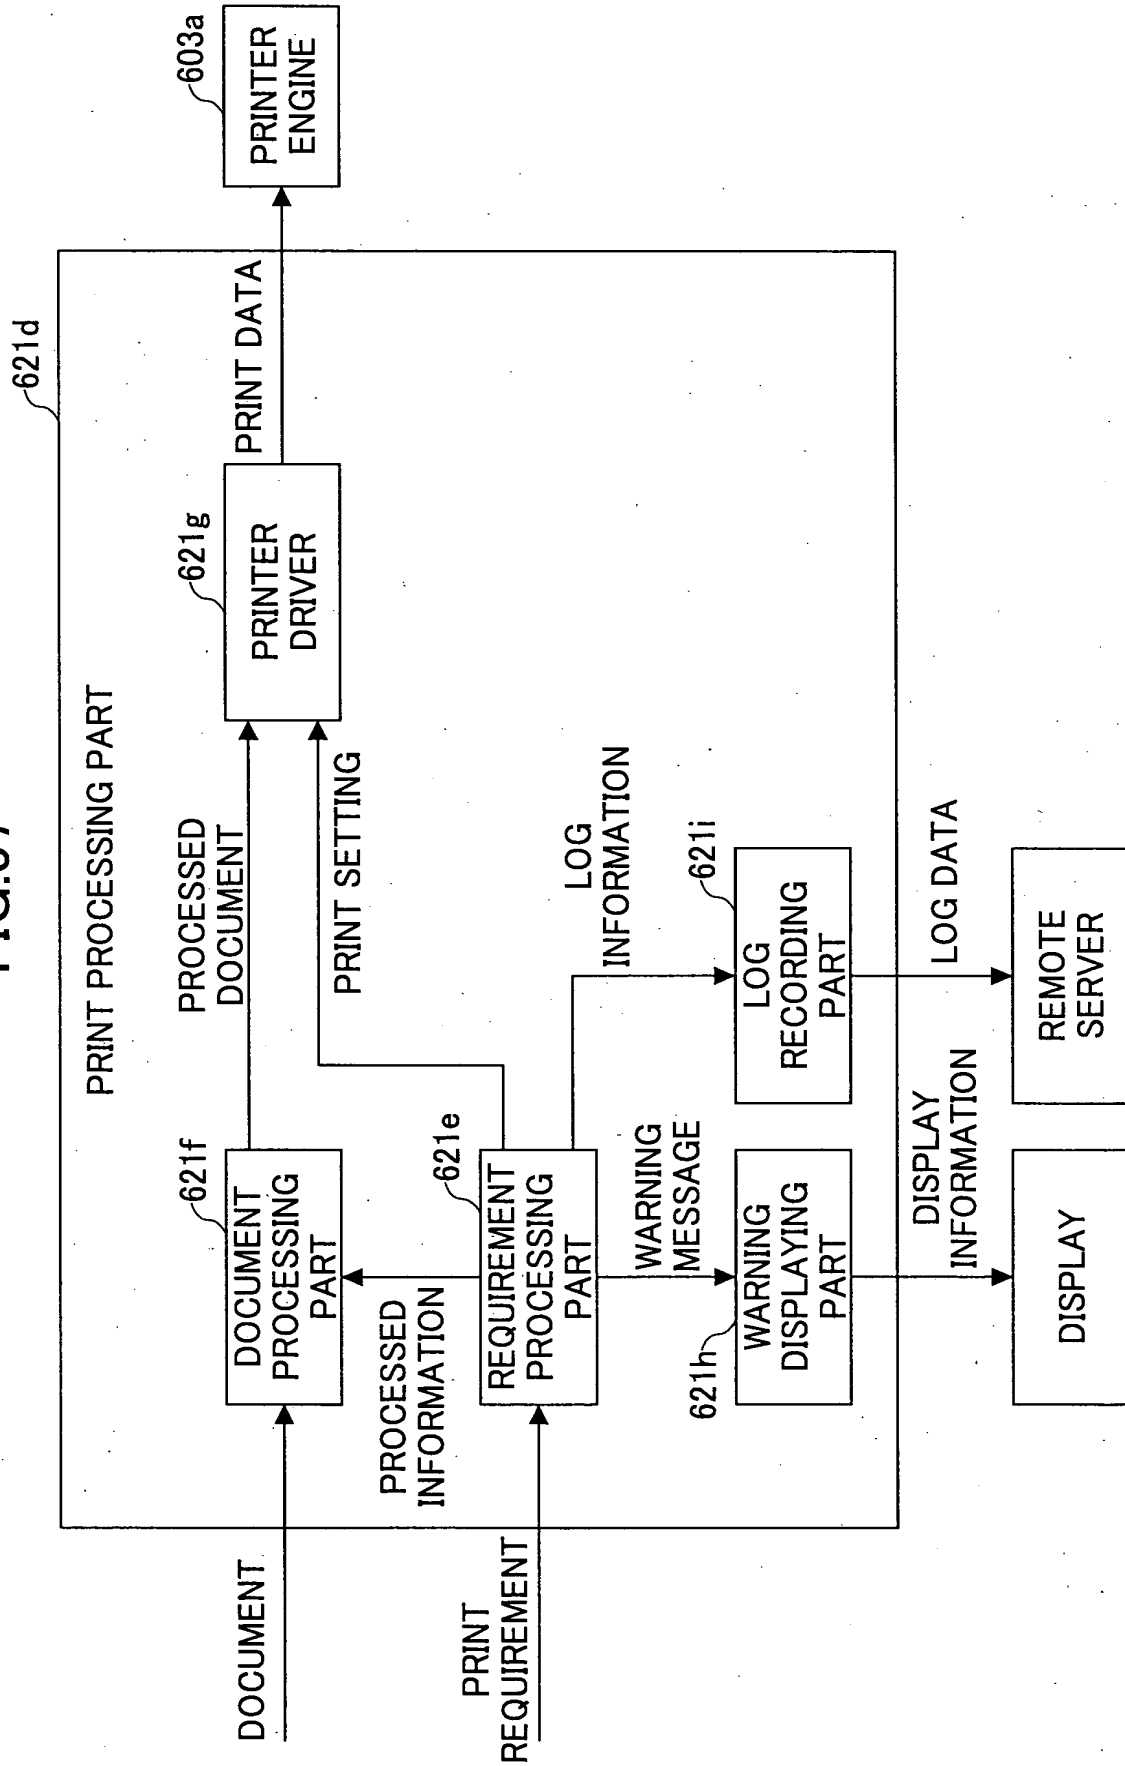 621d
PRINT PROCESSING PART
DOCUMENT
621f
DOCUMENT
PROCESSING
PART
PROCESSED
DOCUMENT
621g
PRINTER
DRIVER
PRINT DATA
603a
PRINTER
ENGINE
PRINT SETTING
PROCESSED
INFORMATION
PRINT
REQUIREMENT
621e
REQUIREMENT
PROCESSING
PART
WARNING
MESSAGE
LOG
INFORMATION
621h
WARNING
DISPLAYING
PART
621i
LOG
RECORDING
PART
DISPLAY
INFORMATION
LOG DATA
DISPLAY
REMOTE
SERVER